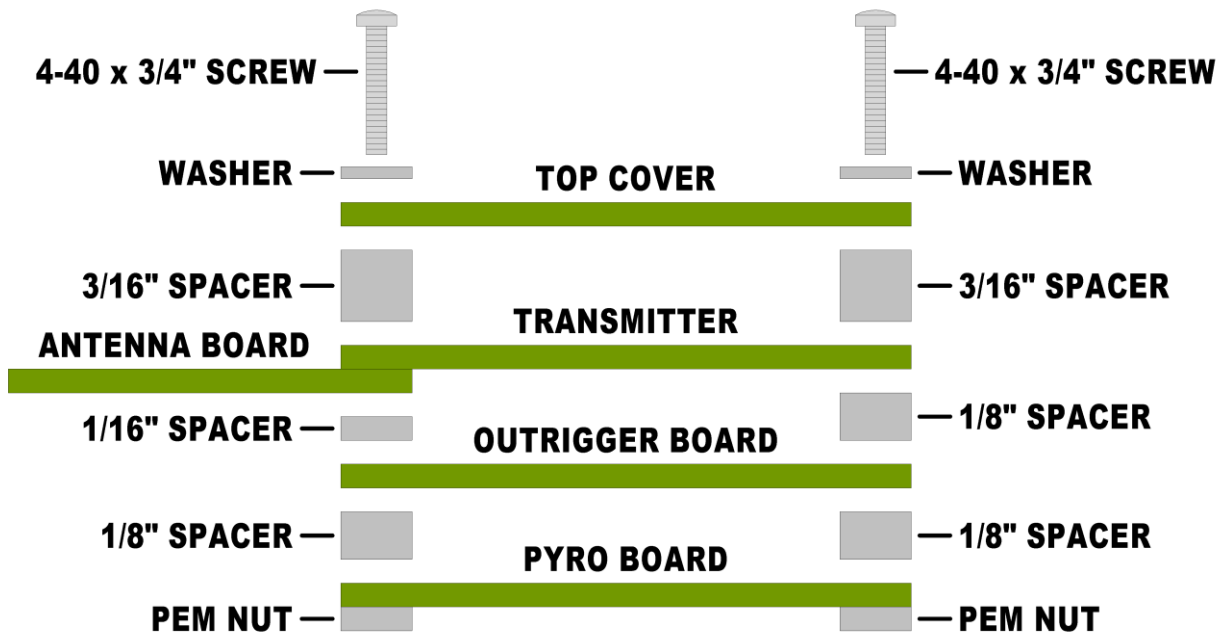 4-40 x 3/4" SCREW
4-40 x 3/4" SCREW
WASHER
TOP COVER
WASHER
3/16" SPACER
3/16" SPACER
TRANSMITTER
ANTENNA BOARD
1/16" SPACER
1/8" SPACER
OUTRIGGER BOARD
1/8" SPACER
1/8" SPACER
PYRO BOARD
PEM NUT
PEM NUT